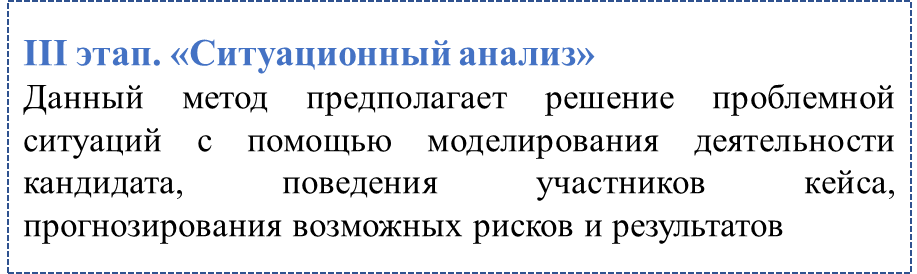 III этап. «Ситуационный анализ»
Данный метод предполагает решение проблемной
ситуаций с помощью моделирования деятельности
кандидата, поведения участников кейса,
прогнозирования возможных рисков и результатов